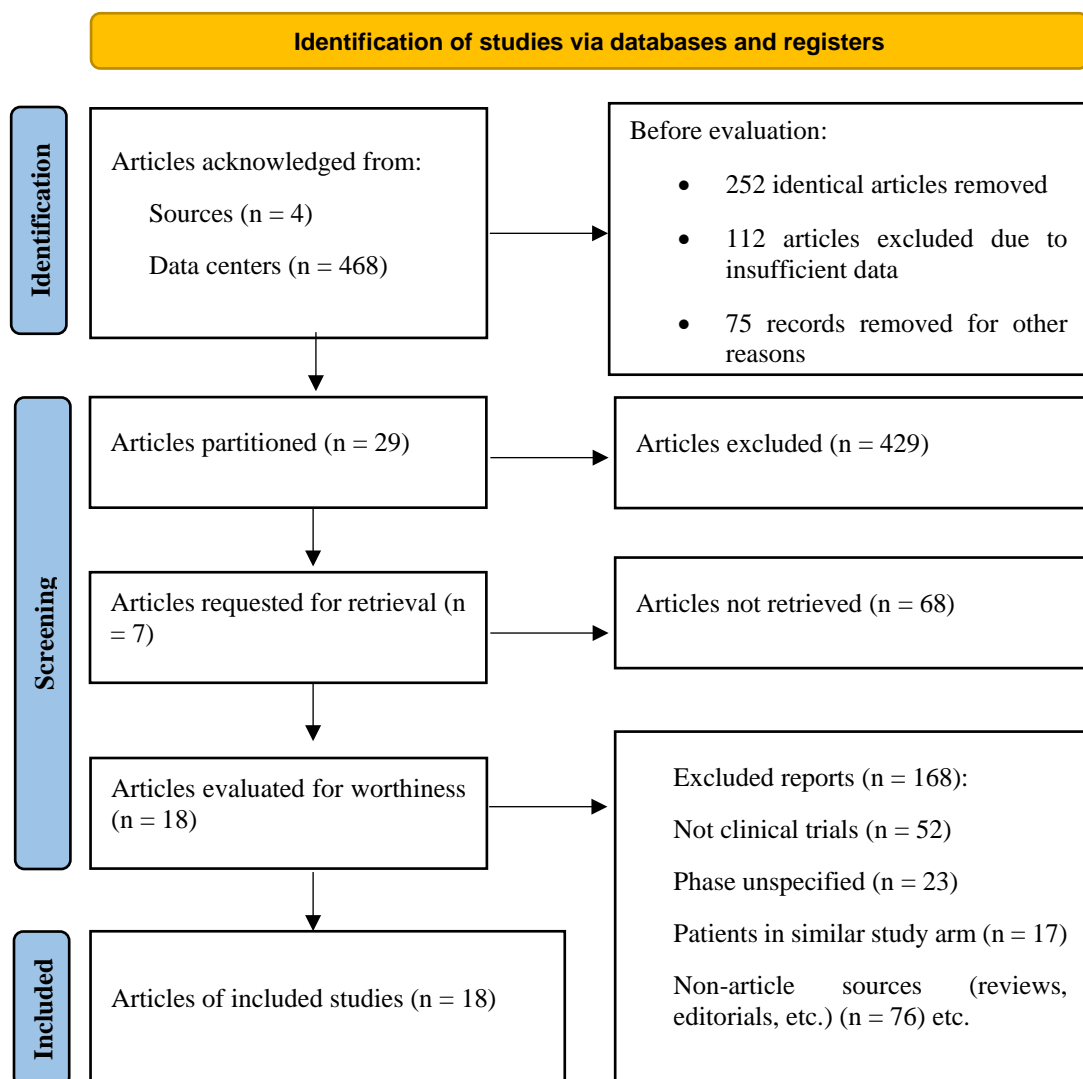 Identification of studies via databases and registers
Identification
Articles acknowledged from:
Sources (n = 4)
Data centers (n = 468)
Before evaluation:
• 252 identical articles removed
• 112 articles excluded due to
insufficient data
• 75 records removed for other
reasons
Screening
Articles partitioned (n = 29)
Articles excluded (n = 429)
Articles requested for retrieval (n
= 7)
Articles not retrieved (n = 68)
Articles evaluated for worthiness
(n = 18)
Excluded reports (n = 168):
Not clinical trials (n = 52)
Phase unspecified (n = 23)
Patients in similar study arm (n = 17)
Non-article sources (reviews,
editorials, etc.) (n = 76) etc.
Included
Articles of included studies (n = 18)